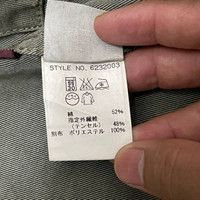 STYLE NO. 6232003
綿 52%
指定外繊維
(テンセル) 48%
別布 ポリエステル 100%